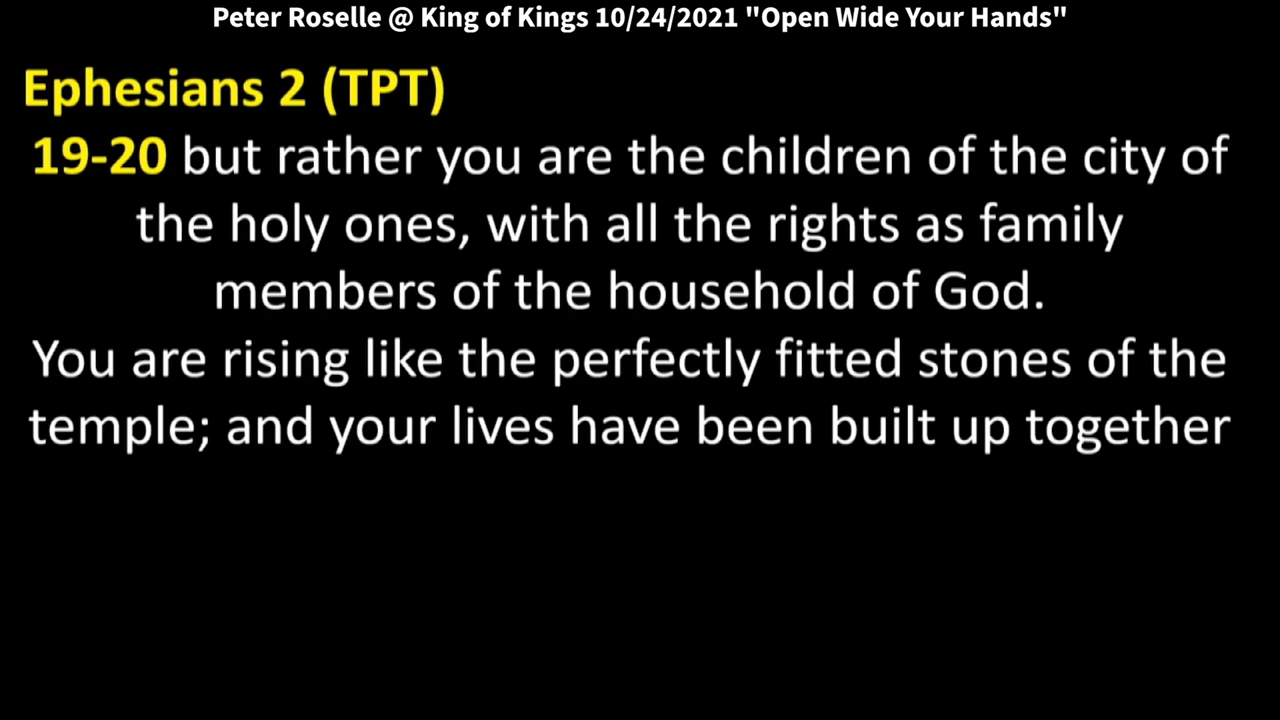 Peter Roselle @ King of Kings 10/24/2021 "Open Wide Your Hands"
Ephesians 2 (TPT)
19-20 but rather you are the children of the city of
the holy ones, with all the rights as family
members of the household of God.
You are rising like the perfectly fitted stones of the
temple; and your lives have been built up together